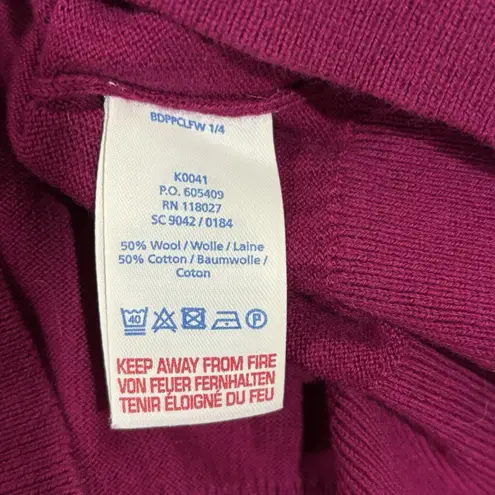 BDPPCLFW 1/4
K0041
P.O. 605409
RN 118027
SC 9042 / 0184
50% Wool / Wolle / Laine
50% Cotton / Baumwolle /
Coton
40
P
KEEP AWAY FROM FIRE
VON FEUER FERNHALTEN
TENIR ÉLOIGNÉ DU FEU